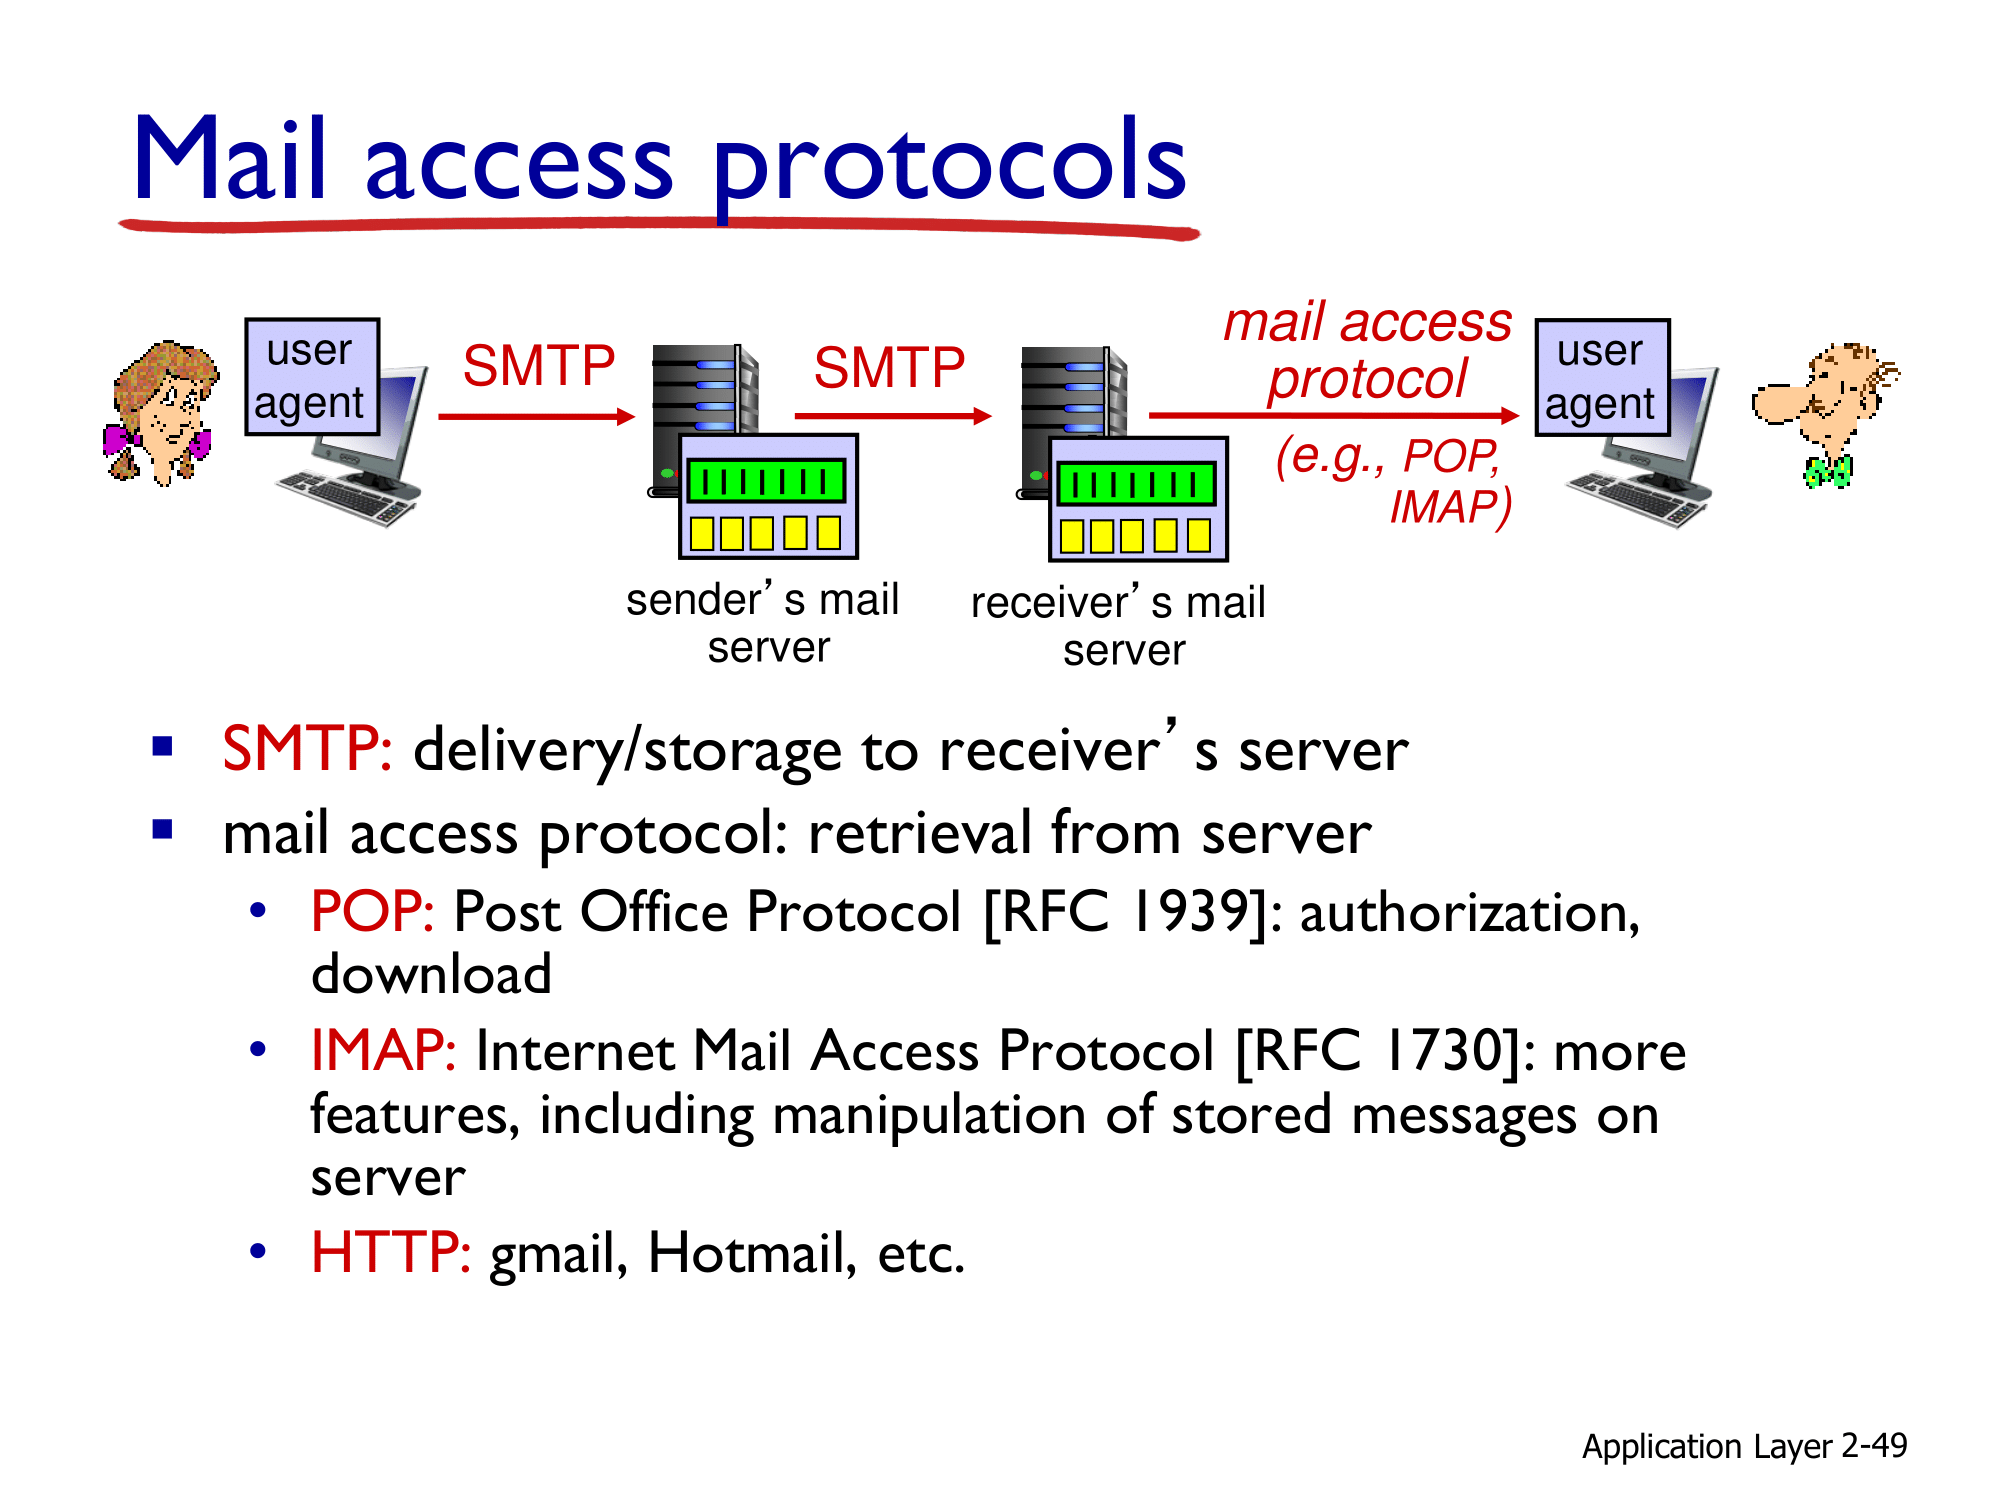 Mail access protocols
user
agent
SMTP
SMTP
mail access
protocol
(e.g., POP,
IMAP)
user
agent
sender’s mail
server
receiver’s mail
server
▪ SMTP: delivery/storage to receiver’s server
▪ mail access protocol: retrieval from server
• POP: Post Office Protocol [RFC 1939]: authorization,
download
• IMAP: Internet Mail Access Protocol [RFC 1730]: more
features, including manipulation of stored messages on
server
• HTTP: gmail, Hotmail, etc.
Application Layer 2-49